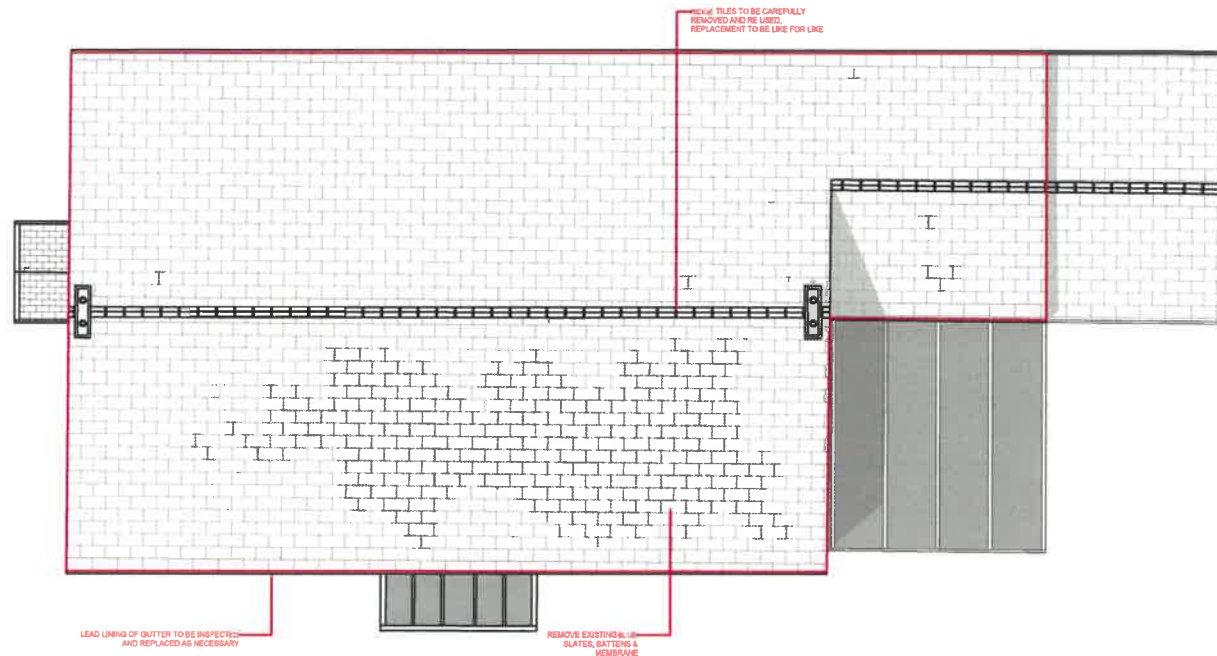 TILES TO BE CAREFULLY
REMOVED AND RE USED.
REPLACEMENT TO BE LIKE FOR LIKE
LEAD LINING OF GUTTER TO BE INSPECTED
AND REPLACED AS NECESSARY
REMOVE EXISTING
SLATES, BATTENS &
MEMBRANE